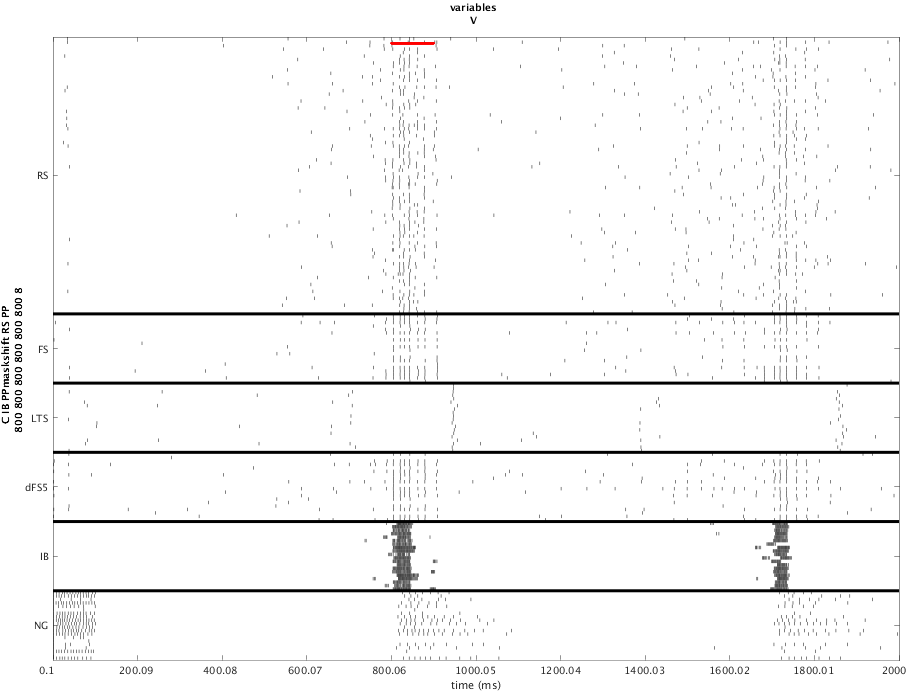 variables
V
C IB PPmaskshift RS PP
800 800 800 800 800 800 8
RS
FS
LTS
dFS5
IB
NG
0.1 200.09 400.08 600.07 800.06 1000.05 1200.04 1400.03 1600.02 1800.01 2000
time (ms)